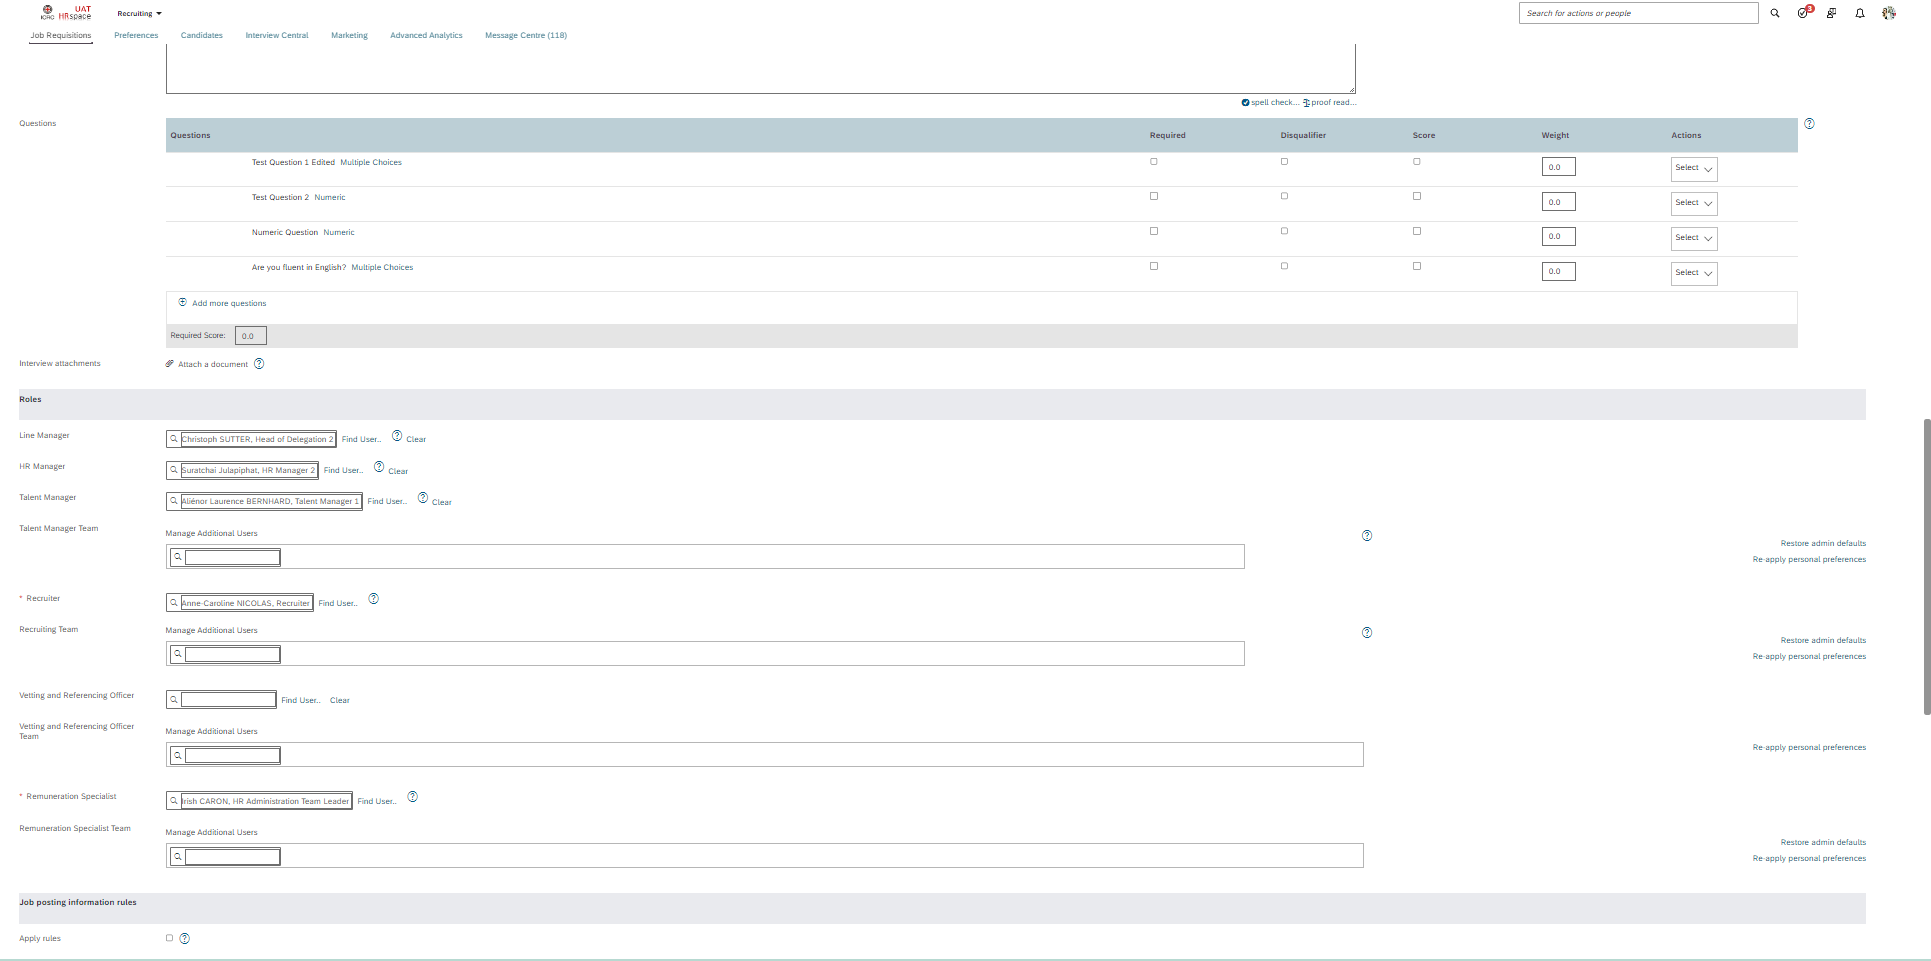 ICRC UAT HRspace Recruiting Search for actions or people 3
Job Requisitions Preferences Candidates Interview Central Marketing Advanced Analytics Message Centre (118)
spell check... proof read...
Questions
Questions Required Disqualifier Score Weight Actions
Test Question 1 Edited Multiple Choices 0.0 Select
Test Question 2 Numeric 0.0 Select
Numeric Question Numeric 0.0 Select
Are you fluent in English? Multiple Choices 0.0 Select
Add more questions
Required Score: 0.0
Interview attachments Attach a document
Roles
Line Manager Christoph SUTTER, Head of Delegation 2 Find User.. Clear
HR Manager Suratchai Julapiphat, HR Manager 2 Find User.. Clear
Talent Manager Aliénor Laurence BERNHARD, Talent Manager 1 Find User.. Clear
Talent Manager Team Manage Additional Users
Restore admin defaults
Re-apply personal preferences
* Recruiter Anne-Caroline NICOLAS, Recruiter Find User..
Recruiting Team Manage Additional Users
Restore admin defaults
Re-apply personal preferences
Vetting and Referencing Officer Find User.. Clear
Vetting and Referencing Officer Team Manage Additional Users
Re-apply personal preferences
* Remuneration Specialist Irish CARON, HR Administration Team Leader Find User..
Remuneration Specialist Team Manage Additional Users
Restore admin defaults
Re-apply personal preferences
Job posting information rules
Apply rules